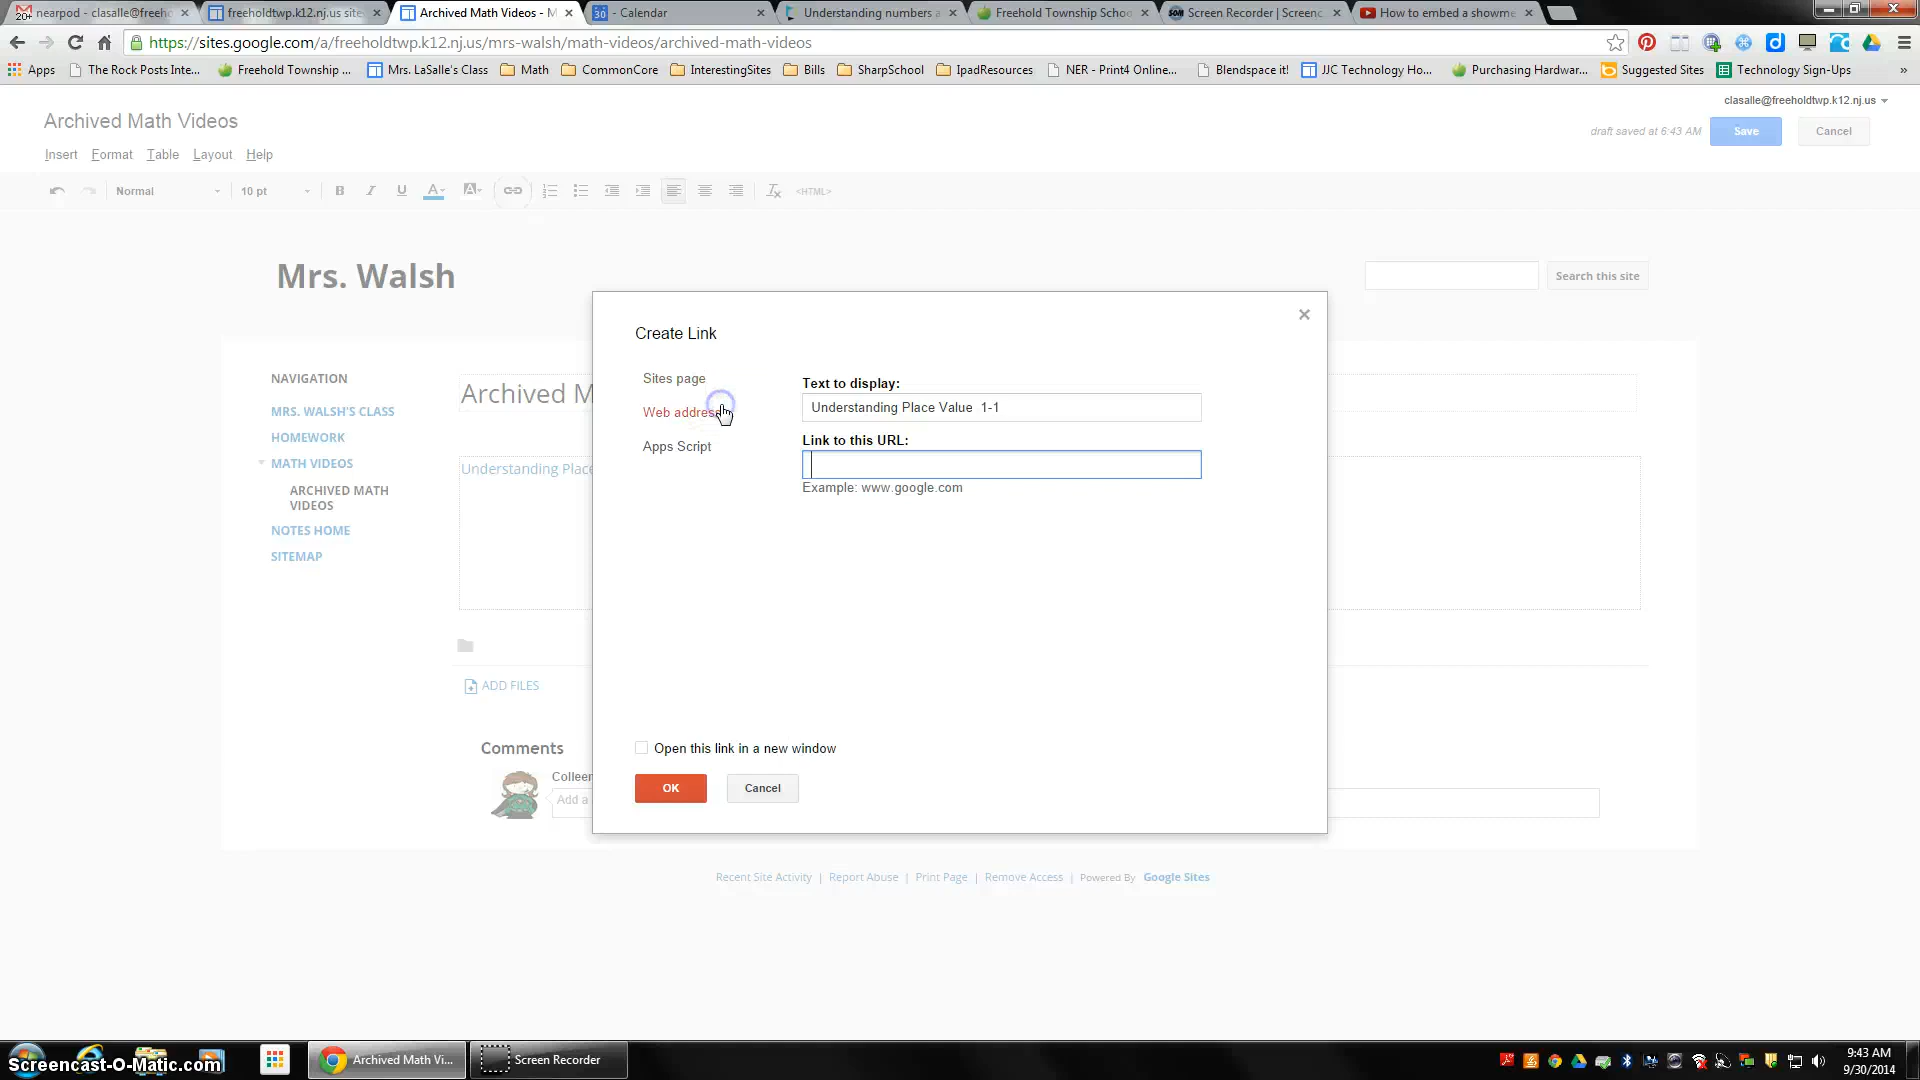 nearpod - clasalle@freeho
freeholdtwp.k12.nj.us site
Archived Math Videos - M
30 - Calendar
Understanding numbers a
Freehold Township Schoo
SOM Screen Recorder | Screenc
How to embed a showme
20+
https://sites.google.com/a/freeholdtwp.k12.nj.us/mrs-walsh/math-videos/archived-math-videos
Apps The Rock Posts Inte... Freehold Township ... Mrs. LaSalle's Class Math CommonCore InterestingSites Bills SharpSchool IpadResources NER - Print4 Online... Blendspace it! JJC Technology Ho... Purchasing Hardwar... Suggested Sites Technology Sign-Ups »
clasalle@freeholdtwp.k12.nj.us
Archived Math Videos
draft saved at 6:43 AM Save Cancel
Insert Format Table Layout Help
Normal 10 pt B I U A A <HTML>
Mrs. Walsh
Search this site
Create Link
NAVIGATION
MRS. WALSH'S CLASS
HOMEWORK
MATH VIDEOS
ARCHIVED MATH
VIDEOS
NOTES HOME
SITEMAP
Archived M
Understanding Place
Sites page
Web address
Apps Script
Text to display:
Understanding Place Value 1-1
Link to this URL:
Example: www.google.com
ADD FILES
Comments
Colleen
Add a
Open this link in a new window
OK Cancel
Recent Site Activity | Report Abuse | Print Page | Remove Access | Powered By Google Sites
Screencast-O-Matic.com
Archived Math Vi...
Screen Recorder
9:43 AM
9/30/2014